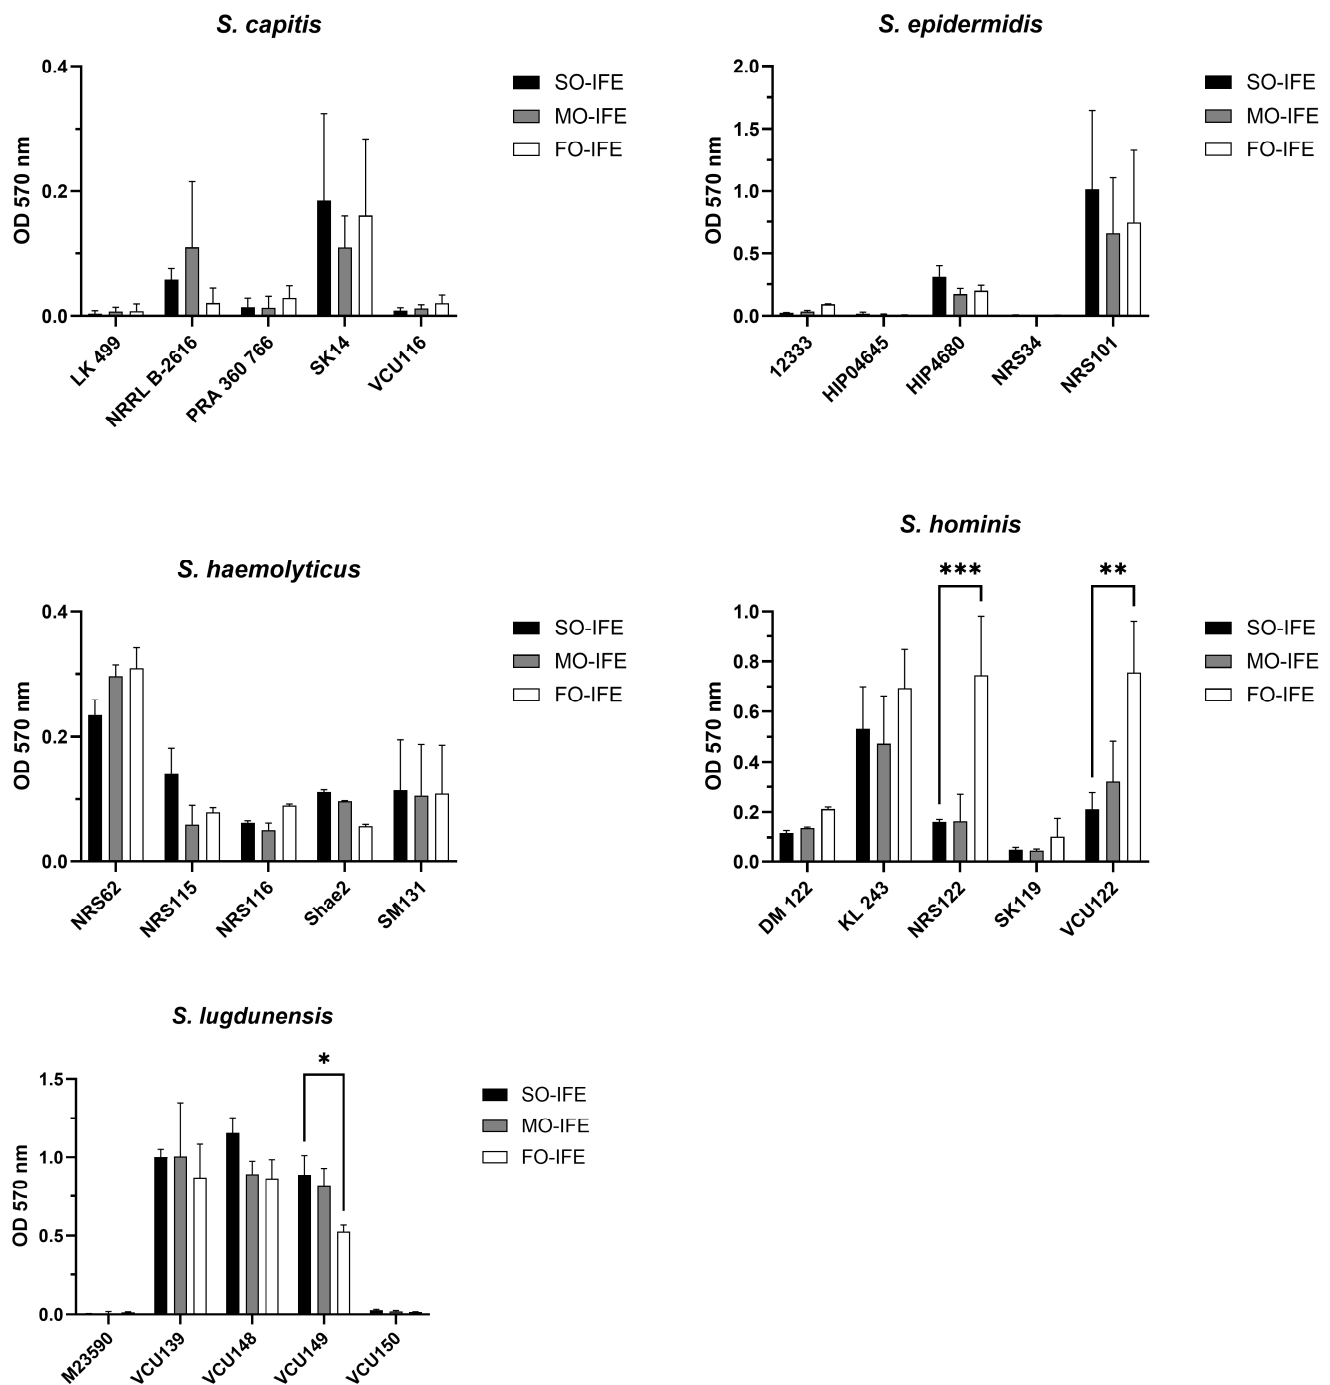 S. capitis
OD 570 nm
0.4
0.2
0.0
LK 499
NRRL B-2616
PRA 360 766
SK14
VCU116
SO-IFE
MO-IFE
FO-IFE
S. epidermidis
OD 570 nm
2.0
1.5
1.0
0.5
0.0
12333
HIP04645
HIP4680
NRS34
NRS101
SO-IFE
MO-IFE
FO-IFE
S. haemolyticus
OD 570 nm
0.4
0.2
0.0
NRS62
NRS115
NRS116
Shae2
SM131
SO-IFE
MO-IFE
FO-IFE
S. hominis
***
**
OD 570 nm
1.0
0.8
0.6
0.4
0.2
0.0
DM 122
KL 243
NRS122
SK119
VCU122
SO-IFE
MO-IFE
FO-IFE
S. lugdunensis
*
OD 570 nm
1.5
1.0
0.5
0.0
M23590
VCU139
VCU148
VCU149
VCU150
SO-IFE
MO-IFE
FO-IFE